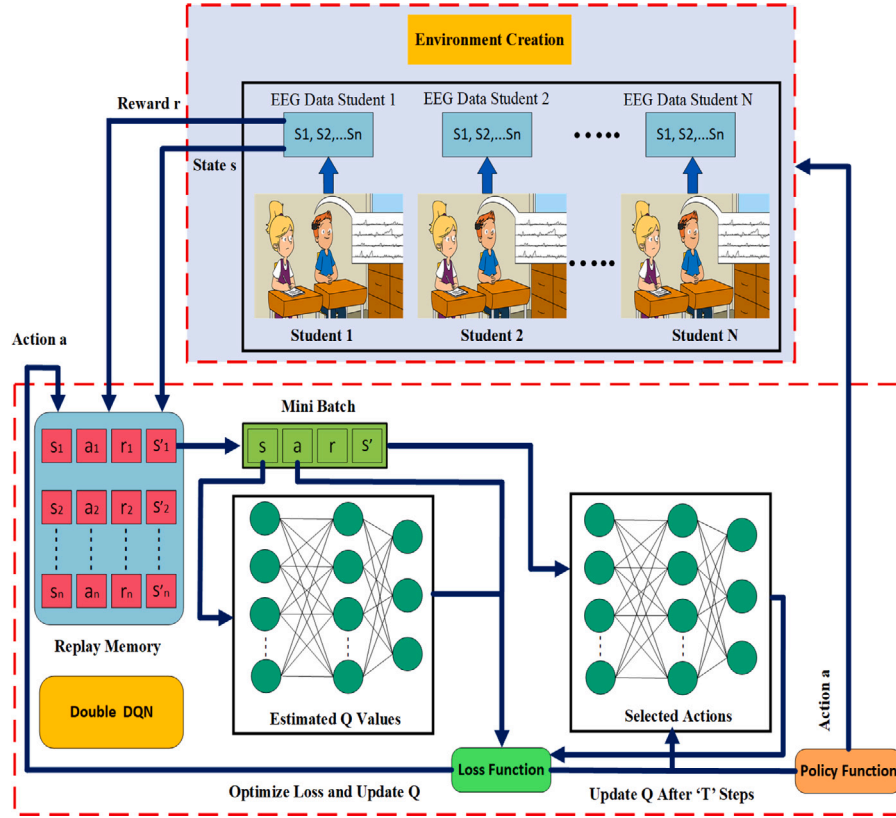 Environment Creation
EEG Data Student 1
EEG Data Student 2
EEG Data Student N
Reward r
S1, S2,...Sn
S1, S2,...Sn
S1, S2,...Sn
State s
Student 1
Student 2
Student N
Action a
Mini Batch
s₁ a₁ r₁ S'₁
s a r S'
s₂ a₂ r₂ S'₂
sₙ aₙ rₙ S'ₙ
Replay Memory
Double DQN
Estimated Q Values
Selected Actions
Action a
Loss Function
Policy Function
Optimize Loss and Update Q
Update Q After ‘T’ Steps